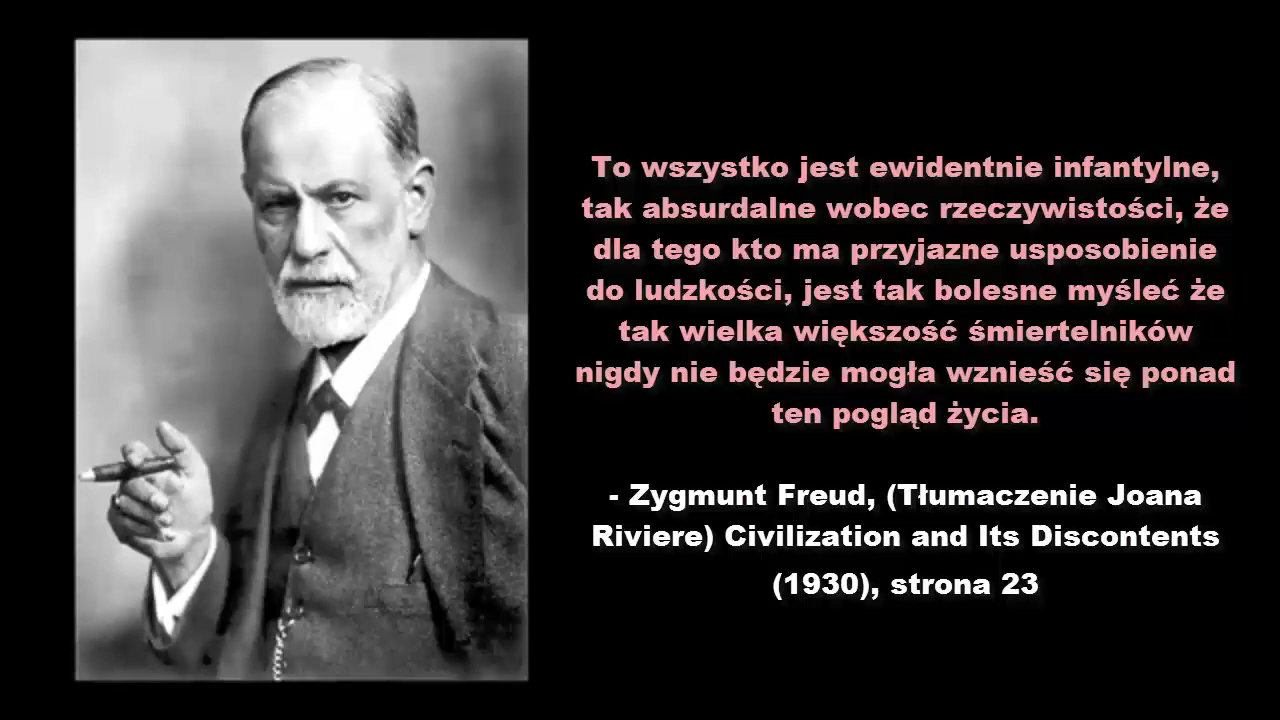 To wszystko jest ewidentnie infantylne,
tak absurdalne wobec rzeczywistości, że
dla tego kto ma przyjazne usposobienie
do ludzkości, jest tak bolesne myśleć że
tak wielka większość śmiertelników
nigdy nie będzie mogła wznieść się ponad
ten pogląd życia.
- Zygmunt Freud, (Tłumaczenie Joana
Riviere) Civilization and Its Discontents
(1930), strona 23